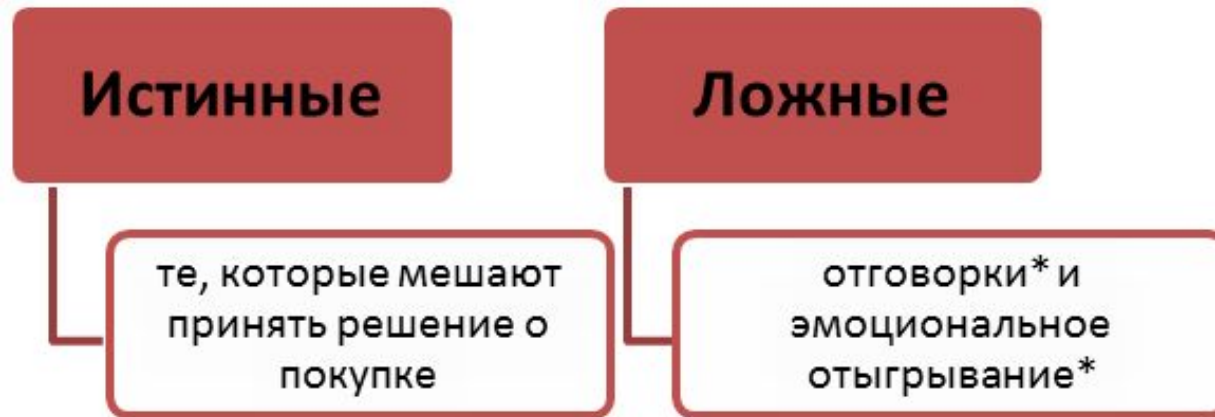 Истинные
те, которые мешают
принять решение о
покупке
Ложные
отговорки* и
эмоциональное
отыгрывание*